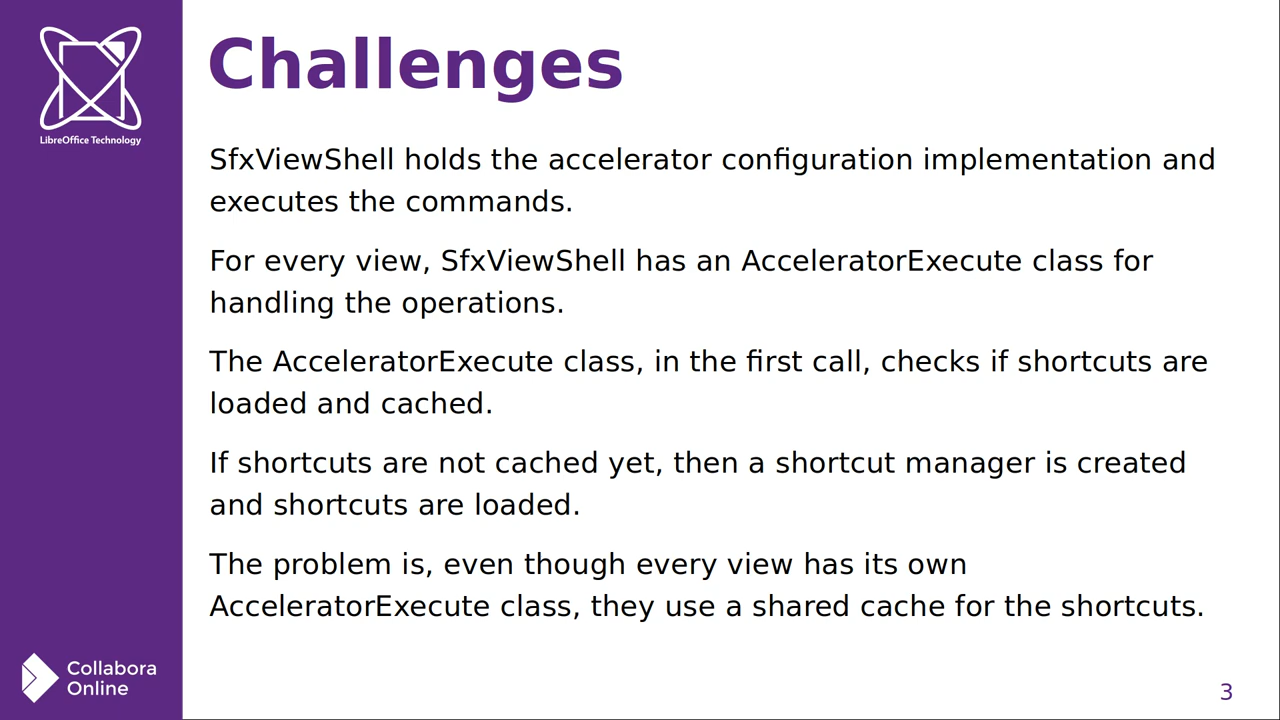 LibreOffice Technology
Challenges
SfxViewShell holds the accelerator configuration implementation and
executes the commands.
For every view, SfxViewShell has an AcceleratorExecute class for
handling the operations.
The AcceleratorExecute class, in the first call, checks if shortcuts are
loaded and cached.
If shortcuts are not cached yet, then a shortcut manager is created
and shortcuts are loaded.
The problem is, even though every view has its own
AcceleratorExecute class, they use a shared cache for the shortcuts.
Collabora
Online
3